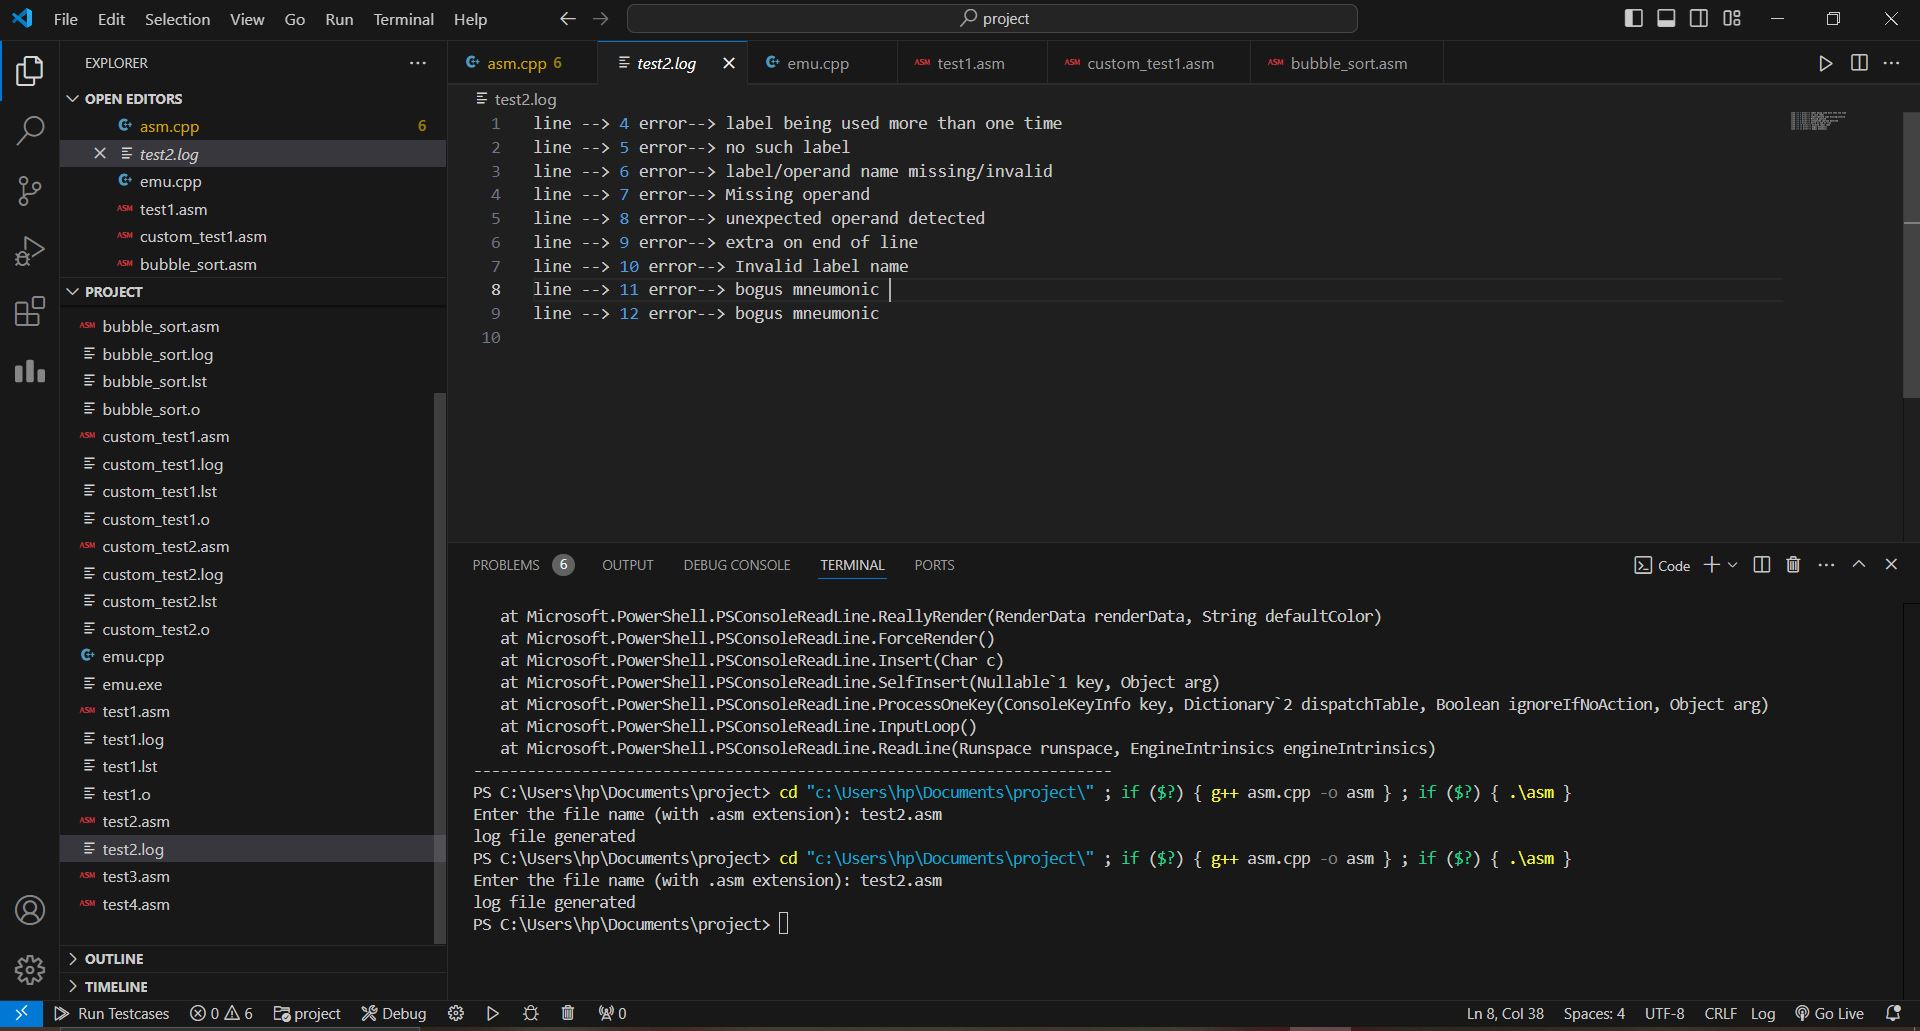 File Edit Selection View Go Run Terminal Help
project
EXPLORER
OPEN EDITORS
asm.cpp 6
test2.log
emu.cpp
ASM test1.asm
ASM custom_test1.asm
ASM bubble_sort.asm
PROJECT
ASM bubble_sort.asm
bubble_sort.log
bubble_sort.lst
bubble_sort.o
ASM custom_test1.asm
custom_test1.log
custom_test1.lst
custom_test1.o
ASM custom_test2.asm
custom_test2.log
custom_test2.lst
custom_test2.o
emu.cpp
emu.exe
ASM test1.asm
test1.log
test1.lst
test1.o
ASM test2.asm
test2.log
ASM test3.asm
ASM test4.asm
OUTLINE
TIMELINE
asm.cpp 6 test2.log emu.cpp ASM test1.asm ASM custom_test1.asm ASM bubble_sort.asm
test2.log
1 line --> 4 error--> label being used more than one time
2 line --> 5 error--> no such label
3 line --> 6 error--> label/operand name missing/invalid
4 line --> 7 error--> Missing operand
5 line --> 8 error--> unexpected operand detected
6 line --> 9 error--> extra on end of line
7 line --> 10 error--> Invalid label name
8 line --> 11 error--> bogus mneumonic
9 line --> 12 error--> bogus mneumonic
10
PROBLEMS 6 OUTPUT DEBUG CONSOLE TERMINAL PORTS Code
at Microsoft.PowerShell.PSConsoleReadLine.ReallyRender(RenderData renderData, String defaultColor)
at Microsoft.PowerShell.PSConsoleReadLine.ForceRender()
at Microsoft.PowerShell.PSConsoleReadLine.Insert(Char c)
at Microsoft.PowerShell.PSConsoleReadLine.SelfInsert(Nullable`1 key, Object arg)
at Microsoft.PowerShell.PSConsoleReadLine.ProcessOneKey(ConsoleKeyInfo key, Dictionary`2 dispatchTable, Boolean ignoreIfNoAction, Object arg)
at Microsoft.PowerShell.PSConsoleReadLine.InputLoop()
at Microsoft.PowerShell.PSConsoleReadLine.ReadLine(Runspace runspace, EngineIntrinsics engineIntrinsics)
-----------------------------------------------------------------------
PS C:\Users\hp\Documents\project> cd "c:\Users\hp\Documents\project\" ; if ($?) { g++ asm.cpp -o asm } ; if ($?) { .\asm }
Enter the file name (with .asm extension): test2.asm
log file generated
PS C:\Users\hp\Documents\project> cd "c:\Users\hp\Documents\project\" ; if ($?) { g++ asm.cpp -o asm } ; if ($?) { .\asm }
Enter the file name (with .asm extension): test2.asm
log file generated
PS C:\Users\hp\Documents\project>
Run Testcases 0 6 project Debug 0 Ln 8, Col 38 Spaces: 4 UTF-8 CRLF Log Go Live